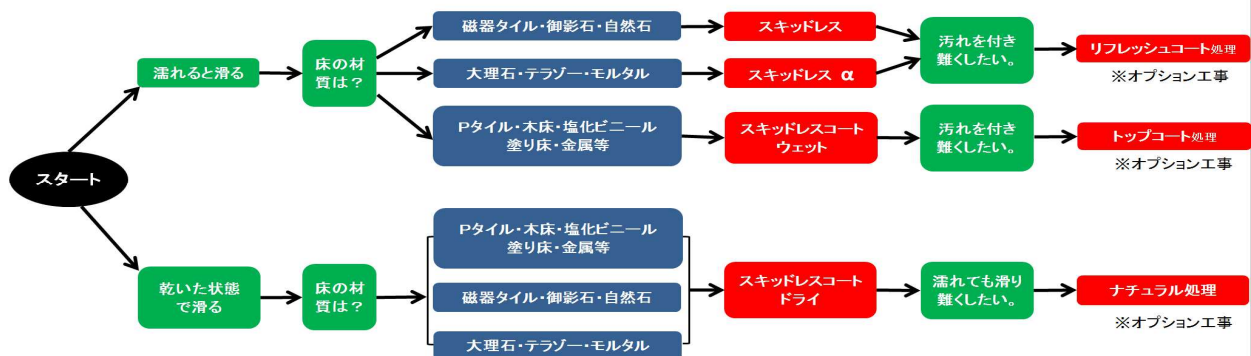 スタート
濡れると滑る
床の材
質は？
磁器タイル・御影石・自然石
大理石・テラゾー・モルタル
Pタイル・木床・塩化ビニール
塗り床・金属等
スキッドレス
スキッドレス α
スキッドレスコート
ウェット
汚れを付き
難くしたい。
リフレッシュコート処理
※オプション工事
汚れを付き
難くしたい。
トップコート処理
※オプション工事
乾いた状態
で滑る
床の材
質は？
Pタイル・木床・塩化ビニール
塗り床・金属等
磁器タイル・御影石・自然石
大理石・テラゾー・モルタル
スキッドレスコート
ドライ
濡れても滑り
難くしたい。
ナチュラル処理
※オプション工事